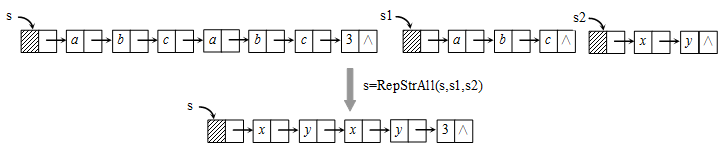 s s1 s2
a b c a b c 3 ∧ a b c ∧ x y ∧
s=RepStrAll(s,s1,s2)
s
x y x y 3 ∧